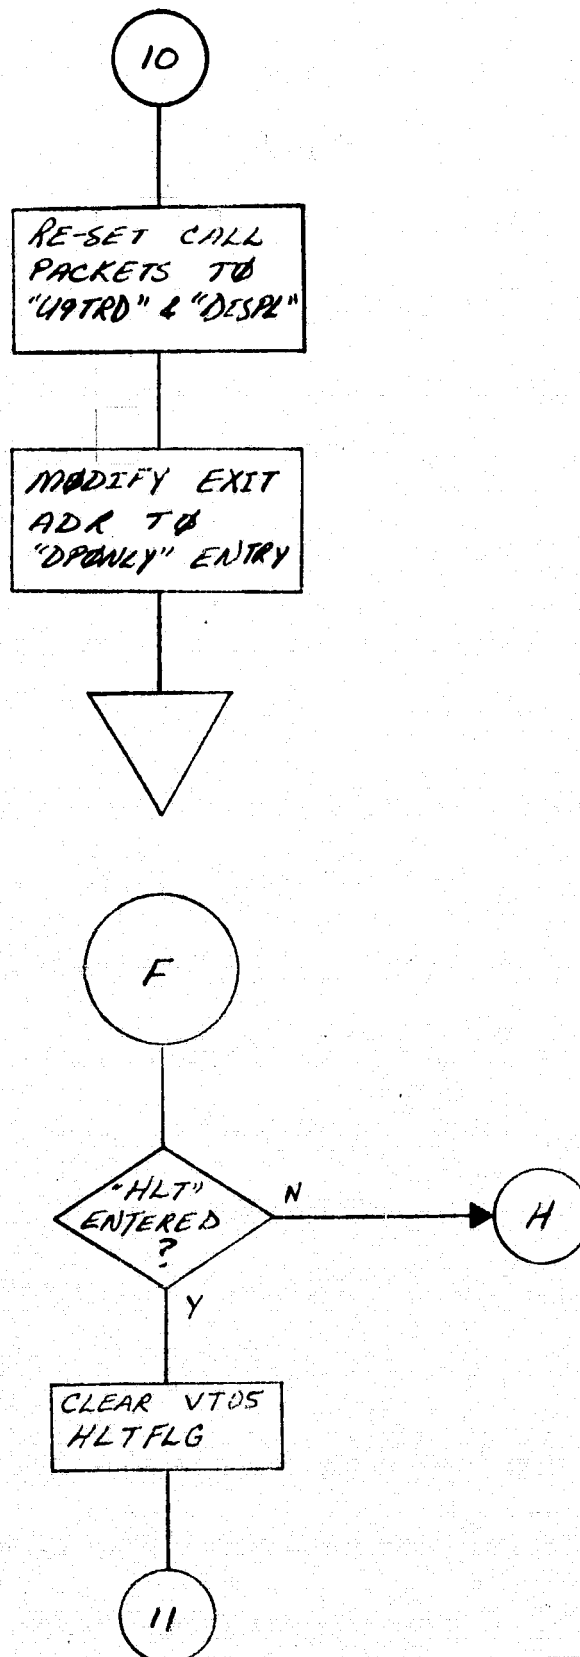 10
RE-SET CALL
PACKETS TØ
"U9TRD" & "DISPL"
MØDIFY EXIT
ADR TØ
"DPØNLY" ENTRY
F
"HLT"
ENTERED
?
N
H
Y
CLEAR VT05
HLTFLG
11